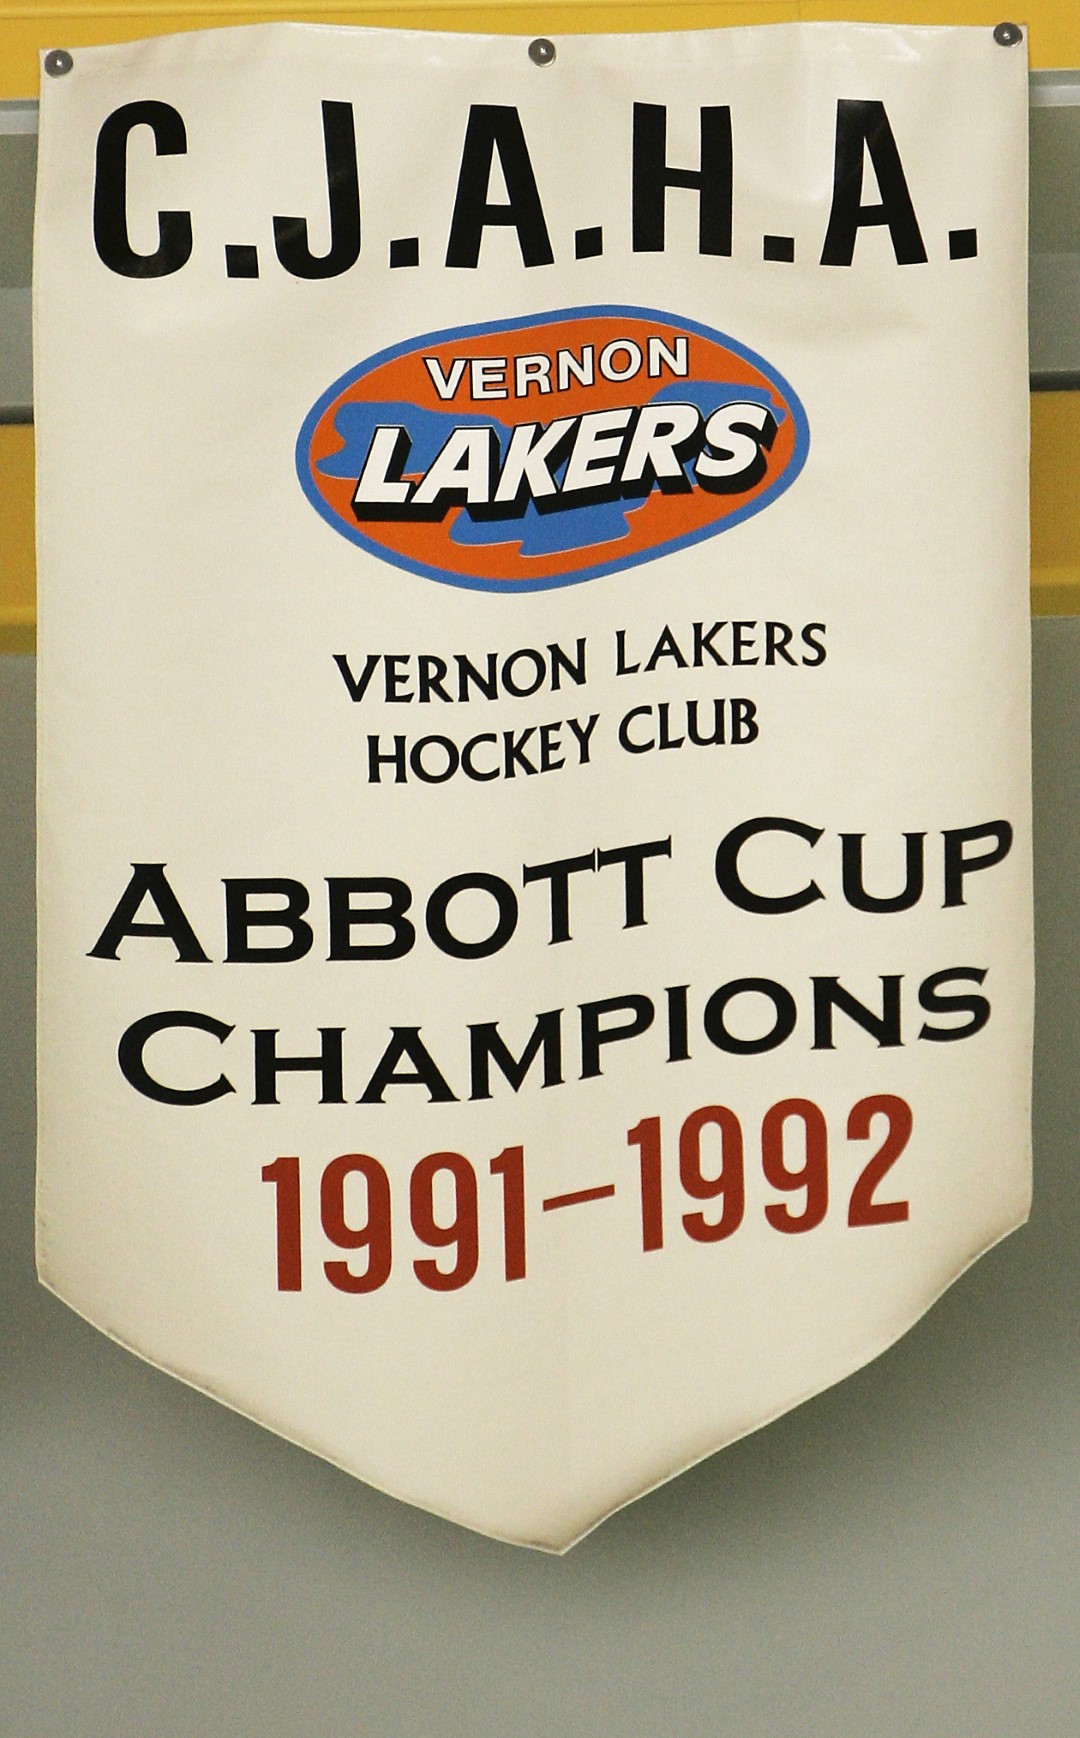 C.J.A.H.A.
VERNON
LAKERS
VERNON LAKERS
HOCKEY CLUB
ABBOTT CUP
CHAMPIONS
1991-1992